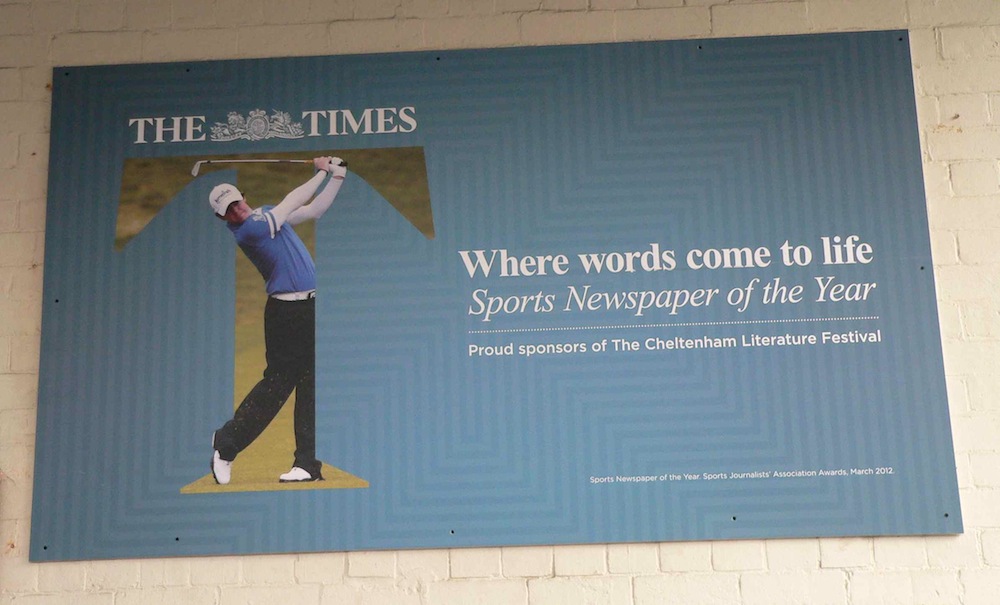 THE TIMES
Where words come to life
Sports Newspaper of the Year
Proud sponsors of The Cheltenham Literature Festival
Sports Newspaper of the Year. Sports Journalists' Association Awards, March 2012.